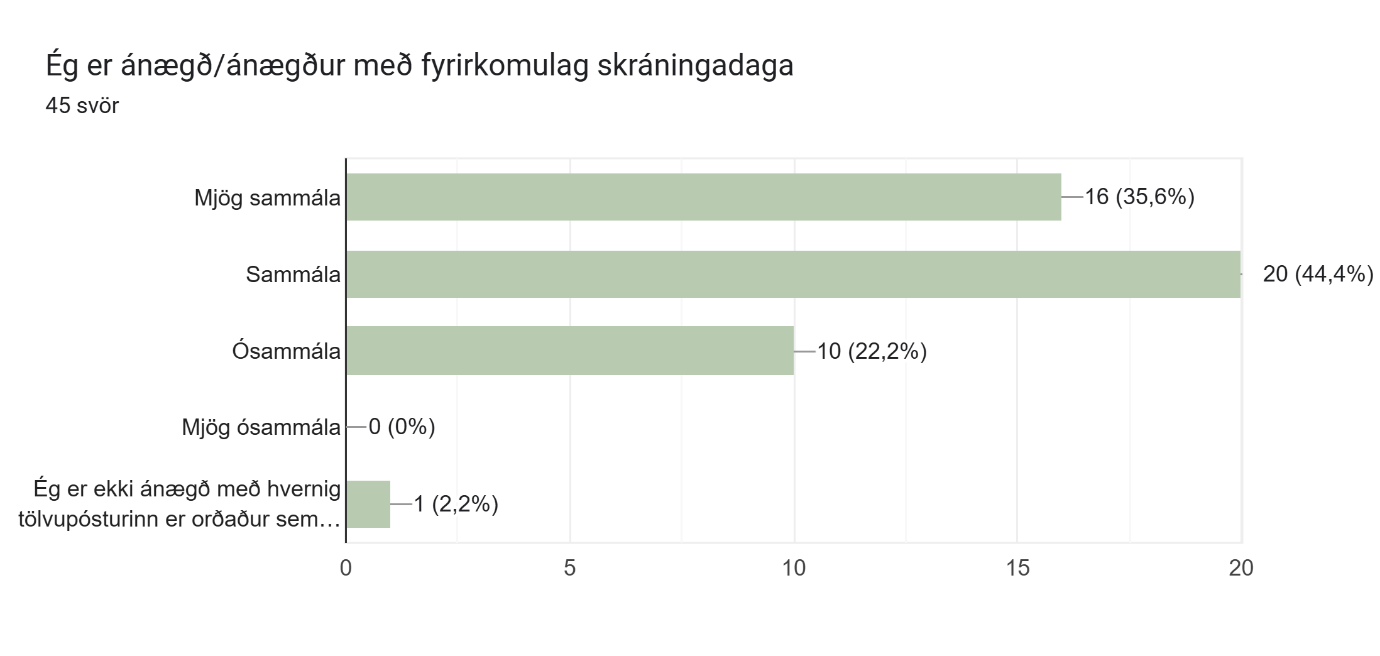 Ég er ánægð/ánægður með fyrirkomulag skráningadaga
45 svör
Mjög sammála
16 (35,6%)
Sammála
20 (44,4%)
Ósammála
10 (22,2%)
Mjög ósammála
0 (0%)
Ég er ekki ánægð með hvernig
tölvupósturinn er orðaður sem…
1 (2,2%)
0 5 10 15 20